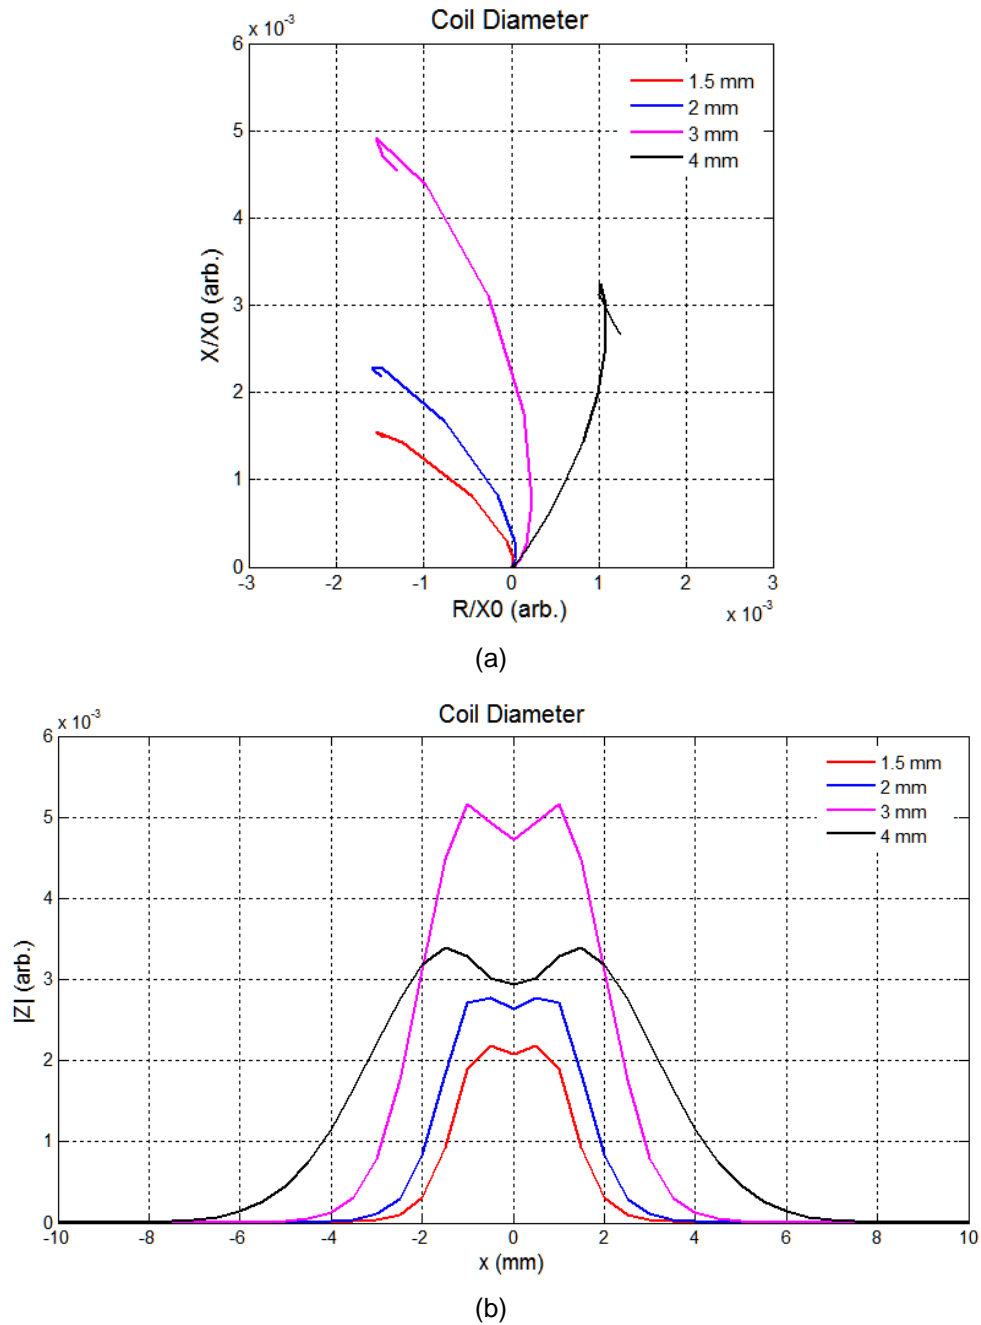 Coil Diameter
x 10-3
6
5
4
3
2
1
0
X/X0 (arb.)
1.5 mm
2 mm
3 mm
4 mm
-3
-2
-1
0
1
2
3
R/X0 (arb.)
x 10-3
(a)
Coil Diameter
x 10-3
6
5
4
3
2
1
0
|Z| (arb.)
1.5 mm
2 mm
3 mm
4 mm
-10
-8
-6
-4
-2
0
2
4
6
8
10
x (mm)
(b)